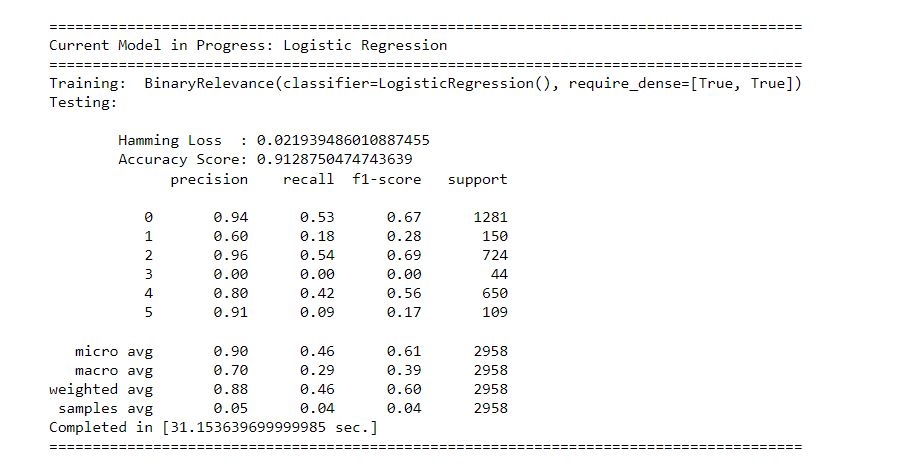 =======================================================================================
Current Model in Progress: Logistic Regression
=======================================================================================
Training:  BinaryRelevance(classifier=LogisticRegression(), require_dense=[True, True])
Testing:
Hamming Loss  : 0.021939486010887455
Accuracy Score: 0.9128750474743639
precision    recall  f1-score   support
0       0.94      0.53      0.67      1281
1       0.60      0.18      0.28       150
2       0.96      0.54      0.69       724
3       0.00      0.00      0.00        44
4       0.80      0.42      0.56       650
5       0.91      0.09      0.17       109
micro avg       0.90      0.46      0.61      2958
macro avg       0.70      0.29      0.39      2958
weighted avg       0.88      0.46      0.60      2958
samples avg       0.05      0.04      0.04      2958
Completed in [31.153639699999985 sec.]
=======================================================================================